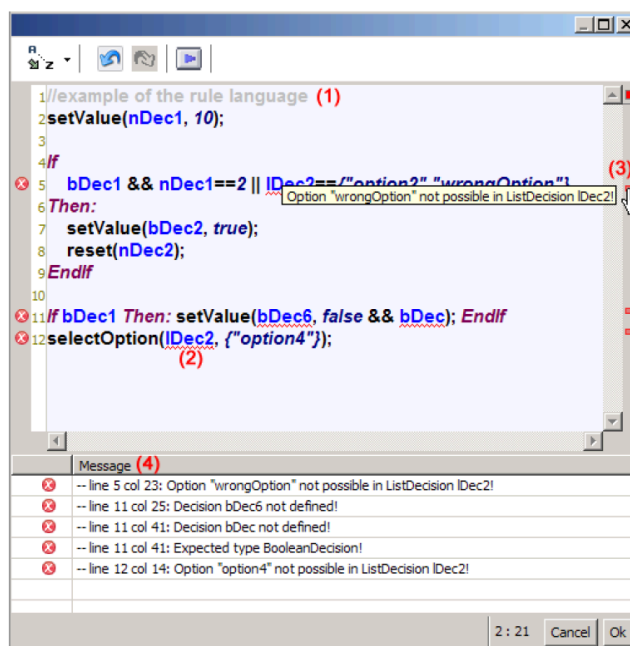 A
z
1 //example of the rule language (1)
2 setValue(nDec1, 10);
3
4 If
(3)
5 bDec1 && nDec1==2 || lDec2=={"option2","wrongOption"}
Option "wrongOption" not possible in ListDecision lDec2!
6 Then:
7 setValue(bDec2, true);
8 reset(nDec2);
9 EndIf
10
11 If bDec1 Then: setValue(bDec6, false && bDec); EndIf
12 selectOption(lDec2, {"option4"});
(2)
Message (4)
-- line 5 col 23: Option "wrongOption" not possible in ListDecision lDec2!
-- line 11 col 25: Decision bDec6 not defined!
-- line 11 col 41: Decision bDec not defined!
-- line 11 col 41: Expected type BooleanDecision!
-- line 12 col 14: Option "option4" not possible in ListDecision lDec2!
2 : 21 Cancel Ok